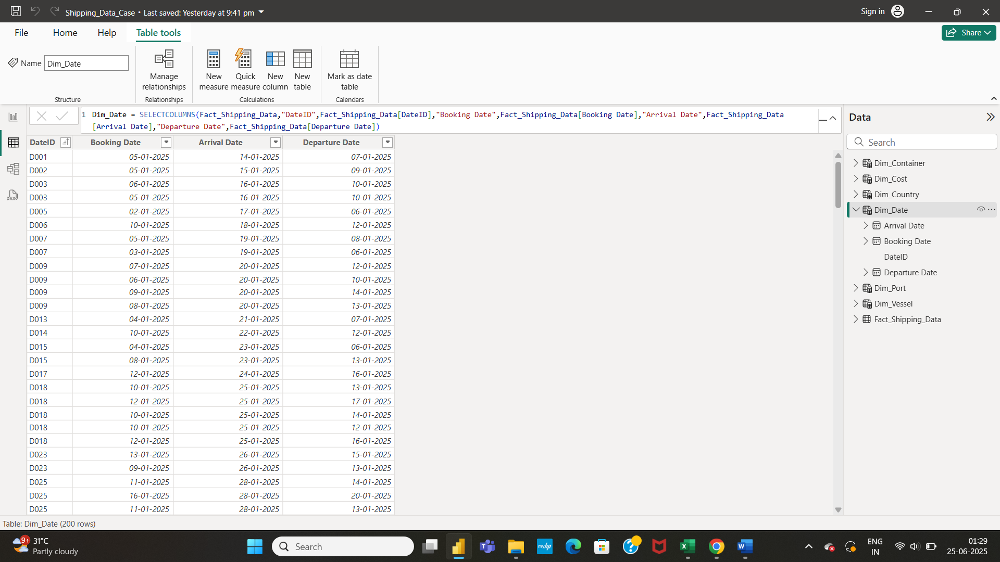 Shipping_Data_Case • Last saved: Yesterday at 9:41 pm
Sign in
File Home Help Table tools
Share
Name Dim_Date
Manage relationships
New measure
Quick measure
New column
New table
Mark as date table
Structure Relationships Calculations Calendars
1 Dim_Date = SELECTCOLUMNS(Fact_Shipping_Data,"DateID",Fact_Shipping_Data[DateID],"Booking Date",Fact_Shipping_Data[Booking Date],"Arrival Date",Fact_Shipping_Data
[Arrival Date],"Departure Date",Fact_Shipping_Data[Departure Date])
DateID Booking Date Arrival Date Departure Date
D001 05-01-2025 14-01-2025 07-01-2025
D002 05-01-2025 15-01-2025 09-01-2025
D003 06-01-2025 16-01-2025 10-01-2025
D003 05-01-2025 16-01-2025 10-01-2025
D005 02-01-2025 17-01-2025 06-01-2025
D006 10-01-2025 18-01-2025 12-01-2025
D007 05-01-2025 19-01-2025 08-01-2025
D007 03-01-2025 19-01-2025 06-01-2025
D009 07-01-2025 20-01-2025 12-01-2025
D009 06-01-2025 20-01-2025 10-01-2025
D009 09-01-2025 20-01-2025 14-01-2025
D009 08-01-2025 20-01-2025 13-01-2025
D013 04-01-2025 21-01-2025 07-01-2025
D014 10-01-2025 22-01-2025 12-01-2025
D015 04-01-2025 23-01-2025 06-01-2025
D015 08-01-2025 23-01-2025 13-01-2025
D017 12-01-2025 24-01-2025 16-01-2025
D018 10-01-2025 25-01-2025 13-01-2025
D018 12-01-2025 25-01-2025 17-01-2025
D018 10-01-2025 25-01-2025 14-01-2025
D018 10-01-2025 25-01-2025 12-01-2025
D018 12-01-2025 25-01-2025 16-01-2025
D023 13-01-2025 26-01-2025 15-01-2025
D023 09-01-2025 26-01-2025 13-01-2025
D025 11-01-2025 28-01-2025 14-01-2025
D025 16-01-2025 28-01-2025 20-01-2025
D025 11-01-2025 28-01-2025 13-01-2025
Data
Search
Dim_Container
Dim_Cost
Dim_Country
Dim_Date
Arrival Date
Booking Date
DateID
Departure Date
Dim_Port
Dim_Vessel
Fact_Shipping_Data
DAX
Table: Dim_Date (200 rows)
9+
31°C
Partly cloudy
Search
T
myhp
?
X
W
ENG
IN
01:29
25-06-2025